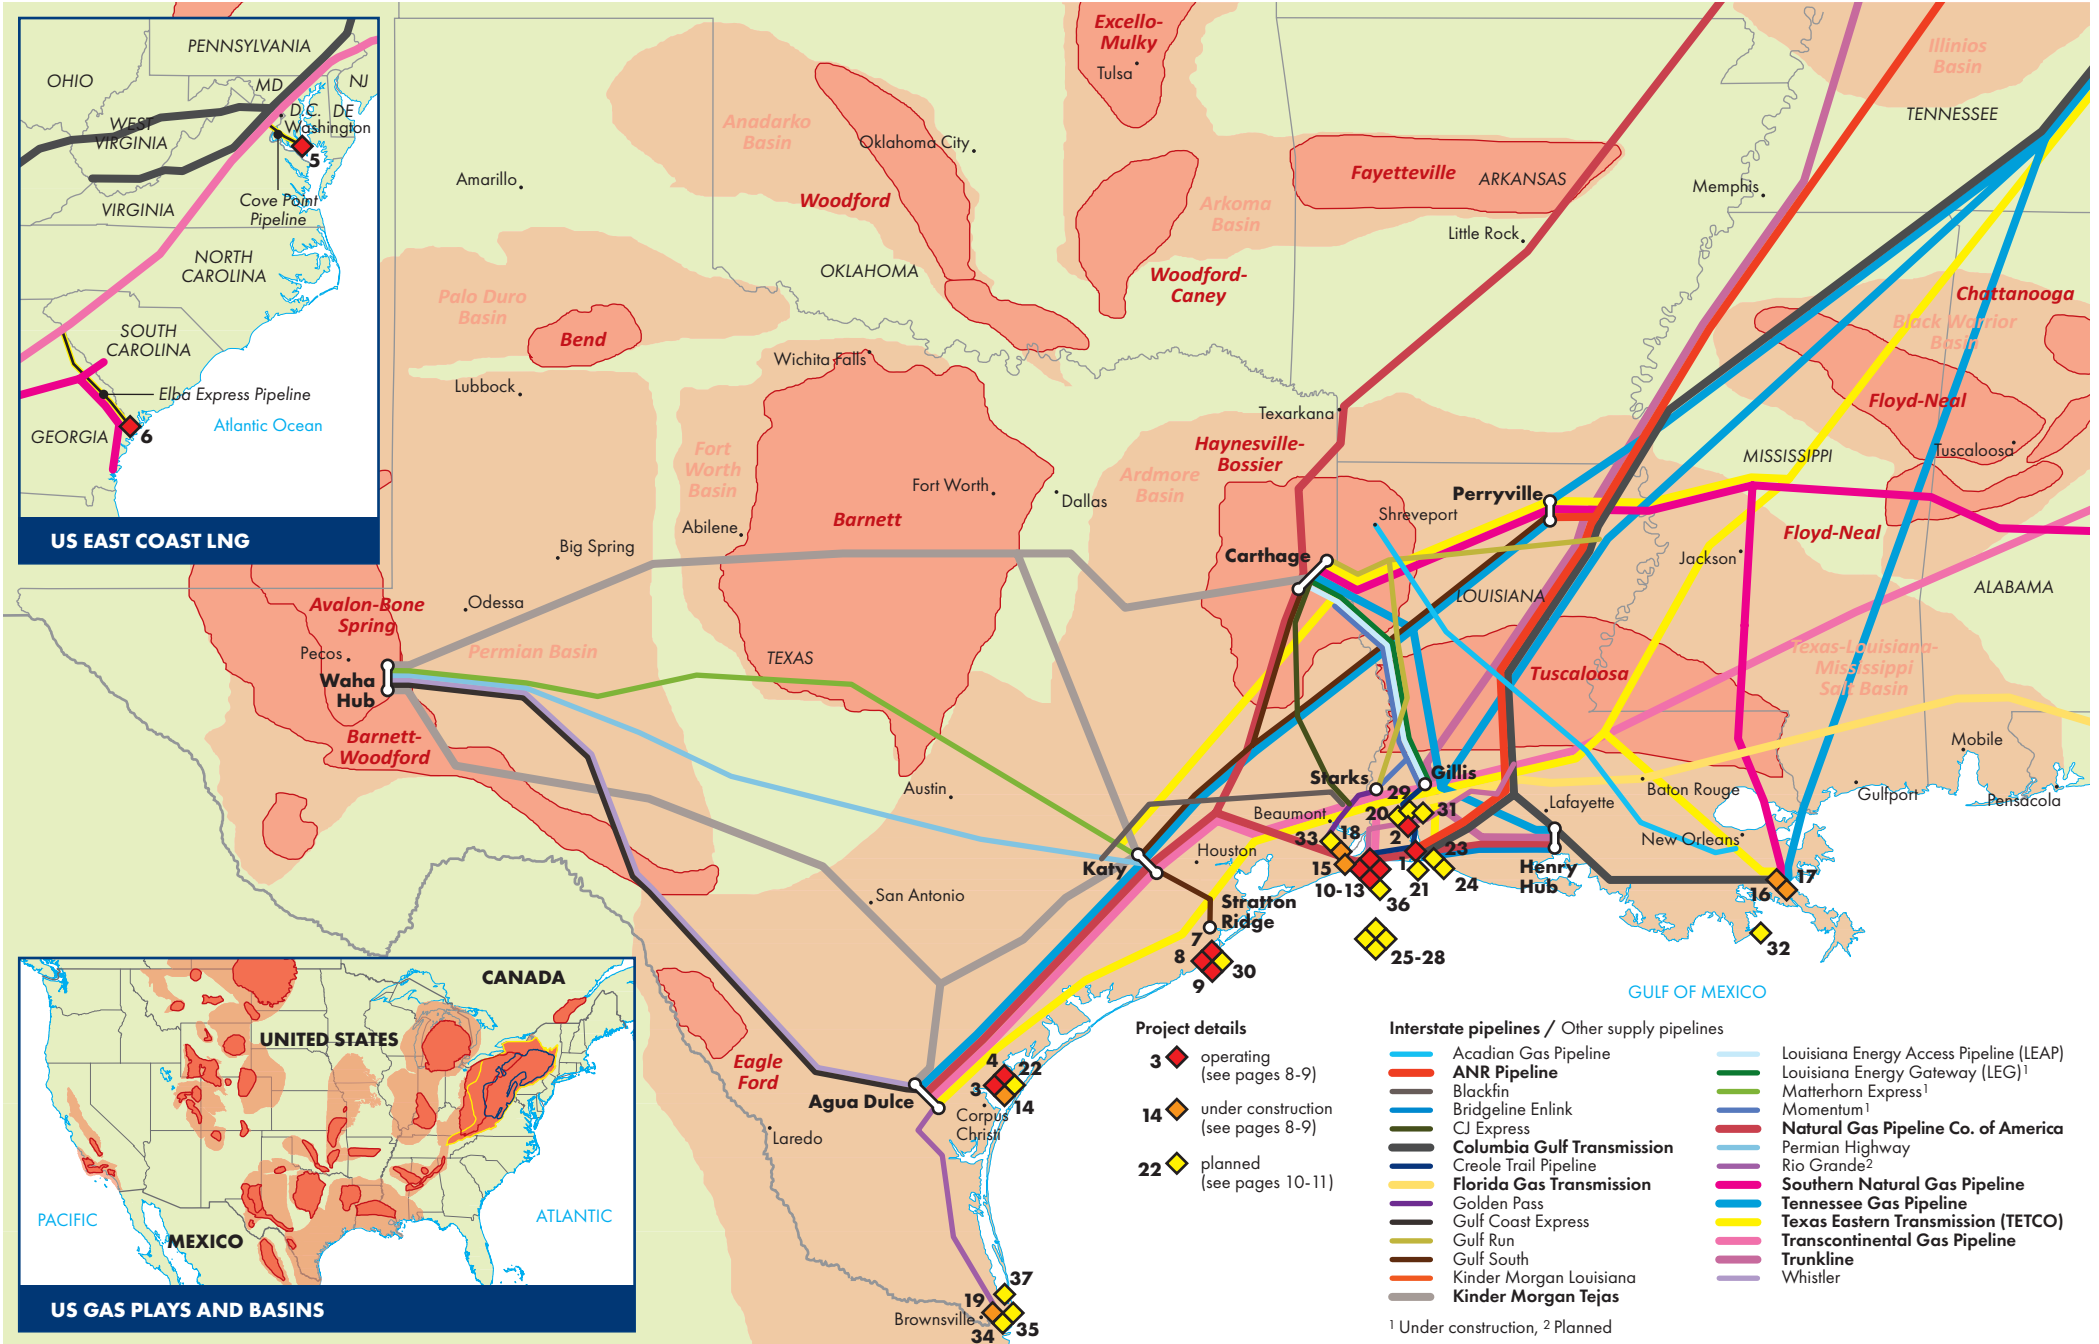 PENNSYLVANIA
OHIO
MD
NJ
D.C.
DE
WEST
VIRGINIA
Washington
5
Cove Point
Pipeline
VIRGINIA
NORTH
CAROLINA
SOUTH
CAROLINA
Elba Express Pipeline
GEORGIA
6
Atlantic Ocean
US EAST COAST LNG
Excello-
Mulky
Tulsa
Illinios
Basin
TENNESSEE
Anadarko
Basin
Oklahoma City
Amarillo
Woodford
Fayetteville
ARKANSAS
Memphis
Arkoma
Basin
Little Rock
OKLAHOMA
Woodford-
Caney
Palo Duro
Basin
Bend
Chattanooga
Black Warrior
Basin
Wichita Falls
Lubbock
Texarkana
Floyd-Neal
Haynesville-
Bossier
Tuscaloosa
MISSISSIPPI
Fort
Worth
Basin
Ardmore
Basin
Fort Worth
Dallas
Perryville
Shreveport
Barnett
Abilene
Floyd-Neal
Big Spring
Carthage
Jackson
ALABAMA
LOUISIANA
Avalon-Bone
Spring
Odessa
Pecos
Permian Basin
TEXAS
Texas-Louisiana-
Mississippi
Salt Basin
Tuscaloosa
Waha
Hub
Barnett-
Woodford
Mobile
Starks
Gillis
Austin
29
Beaumont
20
31
Lafayette
Baton Rouge
Gulfport
Pensacola
33
18
2
New Orleans
Houston
15
1
23
Katy
10-13
21
24
Henry
Hub
36
16
17
San Antonio
Stratton
Ridge
7
8
30
9
25-28
32
GULF OF MEXICO
Eagle
Ford
4
22
3
14
Agua Dulce
Corpus
Christi
Laredo
37
19
Brownsville
34
35
CANADA
UNITED STATES
PACIFIC
ATLANTIC
MEXICO
US GAS PLAYS AND BASINS
Project details
3 operating
(see pages 8-9)
14 under construction
(see pages 8-9)
22 planned
(see pages 10-11)
Interstate pipelines / Other supply pipelines
Acadian Gas Pipeline
ANR Pipeline
Blackfin
Bridgeline Enlink
CJ Express
Columbia Gulf Transmission
Creole Trail Pipeline
Florida Gas Transmission
Golden Pass
Gulf Coast Express
Gulf Run
Gulf South
Kinder Morgan Louisiana
Kinder Morgan Tejas
Louisiana Energy Access Pipeline (LEAP)
Louisiana Energy Gateway (LEG)¹
Matterhorn Express¹
Momentum¹
Natural Gas Pipeline Co. of America
Permian Highway
Rio Grande²
Southern Natural Gas Pipeline
Tennessee Gas Pipeline
Texas Eastern Transmission (TETCO)
Transcontinental Gas Pipeline
Trunkline
Whistler
¹ Under construction, ² Planned